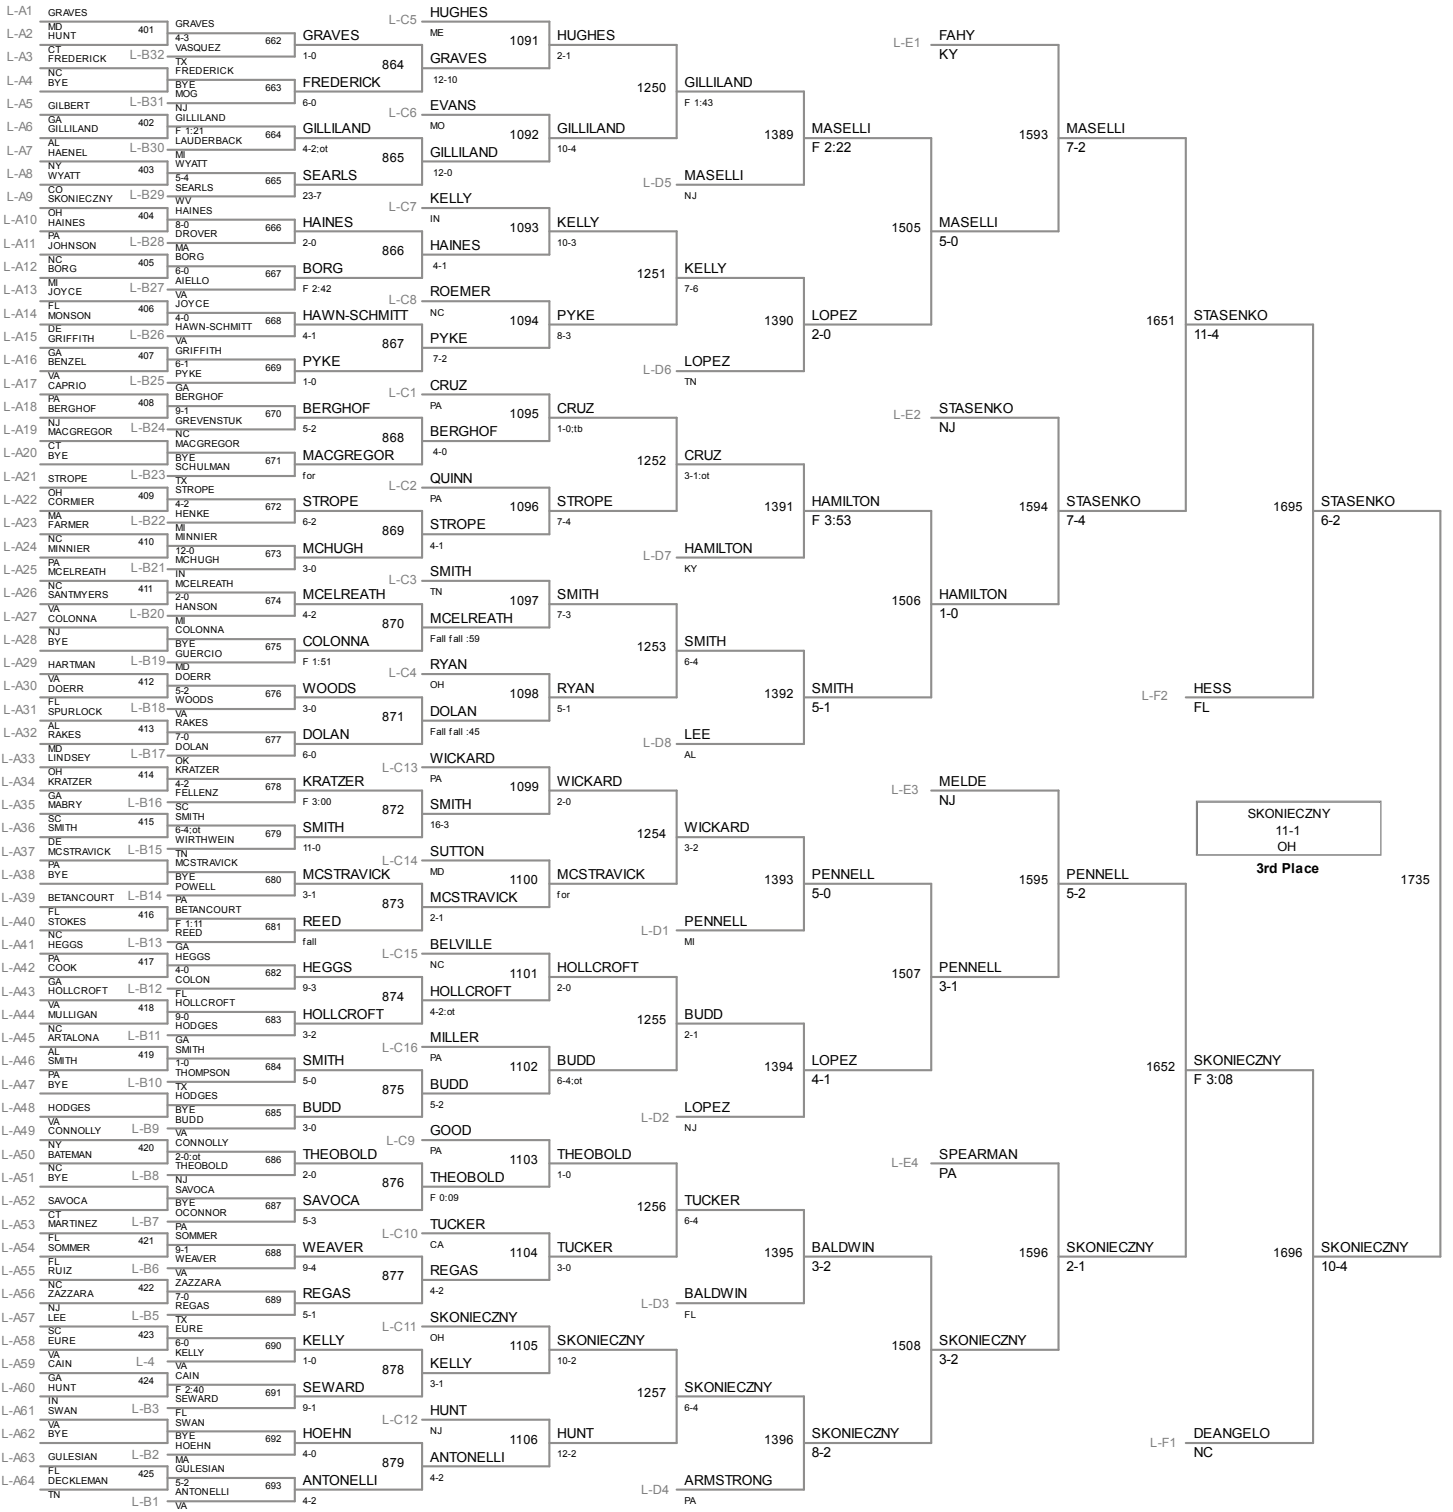 L-A1 GRAVES
MD
L-A2 HUNT
401
CT
L-A3 FREDERICK
NC
L-A4 BYE
L-A5 GILBERT
GA
L-A6 GILLILAND
402
AL
L-A7 HAENEL
NY
L-A8 WYATT
403
CO
L-A9 SKONIECZNY
OH
L-A10 HAINES
404
PA
L-A11 JOHNSON
NC
L-A12 BORG
405
MI
L-A13 JOYCE
FL
L-A14 MONSON
406
DE
L-A15 GRIFFITH
GA
L-A16 BENZEL
407
VA
L-A17 CAPRIO
PA
L-A18 BERGHOF
408
NJ
L-A19 MACGREGOR
CT
L-A20 BYE
L-A21 STROPE
OH
L-A22 CORMIER
409
MA
L-A23 FARMER
NC
L-A24 MINNIER
410
PA
L-A25 MCELREATH
NC
L-A26 SANTMYERS
411
VA
L-A27 COLONNA
NJ
L-A28 BYE
L-A29 HARTMAN
VA
L-A30 DOERR
412
FL
L-A31 SPURLOCK
AL
L-A32 RAKES
413
MD
L-A33 LINDSEY
OH
L-A34 KRATZER
414
GA
L-A35 MABRY
SC
L-A36 SMITH
415
DE
L-A37 MCSTRAVICK
PA
L-A38 BYE
L-A39 BETANCOURT
FL
L-A40 STOKES
416
NC
L-A41 HEGGS
PA
L-A42 COOK
417
GA
L-A43 HOLLCROFT
VA
L-A44 MULLIGAN
418
NC
L-A45 ARTALONA
AL
L-A46 SMITH
419
PA
L-A47 BYE
L-A48 HODGES
VA
L-A49 CONNOLLY
NY
L-A50 BATEMAN
420
NC
L-A51 BYE
L-A52 SAVOCA
CT
L-A53 MARTINEZ
FL
L-A54 SOMMER
421
FL
L-A55 RUIZ
NC
L-A56 ZAZZARA
422
NJ
L-A57 LEE
SC
L-A58 EURE
423
VA
L-A59 CAIN
GA
L-A60 HUNT
424
IN
L-A61 SWAN
VA
L-A62 BYE
L-A63 GULESIAN
FL
L-A64 DECKLEMAN
425
TN
GRAVES
4-3
662
L-B32 VASQUEZ
TX
FREDERICK
BYE
663
L-B31 MOG
NJ
GILLILAND
F 1:21
664
L-B30 LAUDERBACK
MI
WYATT
5-4
665
L-B29 SEARLS
WV
HAINES
8-0
666
L-B28 DROVER
MA
BORG
6-0
667
L-B27 AIELLO
VA
JOYCE
4-0
668
L-B26 HAWN-SCHMITT
VA
GRIFFITH
6-1
669
L-B25 PYKE
GA
BERGHOF
9-1
670
L-B24 GREVENSTUK
NC
MACGREGOR
BYE
671
L-B23 SCHULMAN
TX
STROPE
4-2
672
L-B22 HENKE
MI
MINNIER
12-0
673
L-B21 MCHUGH
IN
MCELREATH
2-0
674
L-B20 HANSON
MI
COLONNA
BYE
675
L-B19 GUERCIO
MD
DOERR
5-2
676
L-B18 WOODS
VA
RAKES
7-0
677
L-B17 DOLAN
OK
KRATZER
4-2
678
L-B16 FELLENZ
SC
SMITH
6-4;ot
679
L-B15 WIRTHWEIN
TN
MCSTRAVICK
BYE
680
L-B14 POWELL
PA
BETANCOURT
F 1:11
681
L-B13 REED
GA
HEGGS
4-0
682
L-B12 COLON
FL
HOLLCROFT
9-0
683
L-B11 HODGES
GA
SMITH
1-0
684
L-B10 THOMPSON
TX
HODGES
BYE
685
L-B9 BUDD
VA
CONNOLLY
2-0:ot
686
L-B8 THEOBOLD
NJ
SAVOCA
BYE
687
L-B7 OCONNOR
PA
SOMMER
9-1
688
L-B6 WEAVER
VA
ZAZZARA
7-0
689
L-B5 REGAS
TX
EURE
6-0
690
L-4 KELLY
VA
CAIN
F 2:40
691
L-B3 SEWARD
FL
SWAN
BYE
692
L-B2 HOEHN
MA
GULESIAN
5-2
693
L-B1 ANTONELLI
VA
GRAVES
1-0
864
FREDERICK
6-0
GILLILAND
4-2;ot
865
SEARLS
23-7
HAINES
2-0
866
BORG
F 2:42
HAWN-SCHMITT
4-1
867
PYKE
1-0
BERGHOF
5-2
868
MACGREGOR
for
STROPE
6-2
869
MCHUGH
3-0
MCELREATH
4-2
870
COLONNA
F 1:51
WOODS
3-0
871
DOLAN
6-0
KRATZER
F 3:00
872
SMITH
11-0
MCSTRAVICK
3-1
873
REED
fall
HEGGS
9-3
874
HOLLCROFT
3-2
SMITH
5-0
875
BUDD
3-0
THEOBOLD
2-0
876
SAVOCA
5-3
WEAVER
9-4
877
REGAS
5-1
KELLY
1-0
878
SEWARD
9-1
HOEHN
4-0
879
ANTONELLI
4-2
L-C5 HUGHES
ME
1091
GRAVES
12-10
L-C6 EVANS
MO
1092
GILLILAND
12-0
L-C7 KELLY
IN
1093
HAINES
4-1
L-C8 ROEMER
NC
1094
PYKE
7-2
L-C1 CRUZ
PA
1095
BERGHOF
4-0
L-C2 QUINN
PA
1096
STROPE
4-1
L-C3 SMITH
TN
1097
MCELREATH
Fall fall :59
L-C4 RYAN
OH
1098
DOLAN
Fall fall :45
L-C13 WICKARD
PA
1099
SMITH
16-3
L-C14 SUTTON
MD
1100
MCSTRAVICK
2-1
L-C15 BELVILLE
NC
1101
HOLLCROFT
4-2:ot
L-C16 MILLER
PA
1102
BUDD
5-2
L-C9 GOOD
PA
1103
THEOBOLD
F 0:09
L-C10 TUCKER
CA
1104
REGAS
4-2
L-C11 SKONIECZNY
OH
1105
KELLY
3-1
L-C12 HUNT
NJ
1106
ANTONELLI
4-2
HUGHES
2-1
1250
GILLILAND
10-4
KELLY
10-3
1251
PYKE
8-3
CRUZ
1-0;tb
1252
STROPE
7-4
SMITH
7-3
1253
RYAN
5-1
WICKARD
2-0
1254
MCSTRAVICK
for
HOLLCROFT
2-0
1255
BUDD
6-4;ot
THEOBOLD
1-0
1256
TUCKER
3-0
SKONIECZNY
10-2
1257
HUNT
12-2
GILLILAND
F 1:43
1389
L-D5 MASELLI
NJ
KELLY
7-6
1390
L-D6 LOPEZ
TN
CRUZ
3-1:ot
1391
L-D7 HAMILTON
KY
SMITH
6-4
1392
L-D8 LEE
AL
WICKARD
3-2
1393
L-D1 PENNELL
MI
BUDD
2-1
1394
L-D2 LOPEZ
NJ
TUCKER
6-4
1395
L-D3 BALDWIN
FL
SKONIECZNY
6-4
1396
L-D4 ARMSTRONG
PA
MASELLI
F 2:22
1505
LOPEZ
2-0
HAMILTON
F 3:53
1506
SMITH
5-1
PENNELL
5-0
1507
LOPEZ
4-1
BALDWIN
3-2
1508
SKONIECZNY
8-2
L-E1 FAHY
KY
1593
MASELLI
5-0
L-E2 STASENKO
NJ
1594
HAMILTON
1-0
L-E3 MELDE
NJ
1595
PENNELL
3-1
L-E4 SPEARMAN
PA
1596
SKONIECZNY
3-2
MASELLI
7-2
1651
STASENKO
7-4
PENNELL
5-2
1652
SKONIECZNY
2-1
STASENKO
11-4
1695
L-F2 HESS
FL
SKONIECZNY
F 3:08
1696
L-F1 DEANGELO
NC
STASENKO
6-2
1735
SKONIECZNY
10-4
SKONIECZNY
11-1
OH
3rd Place